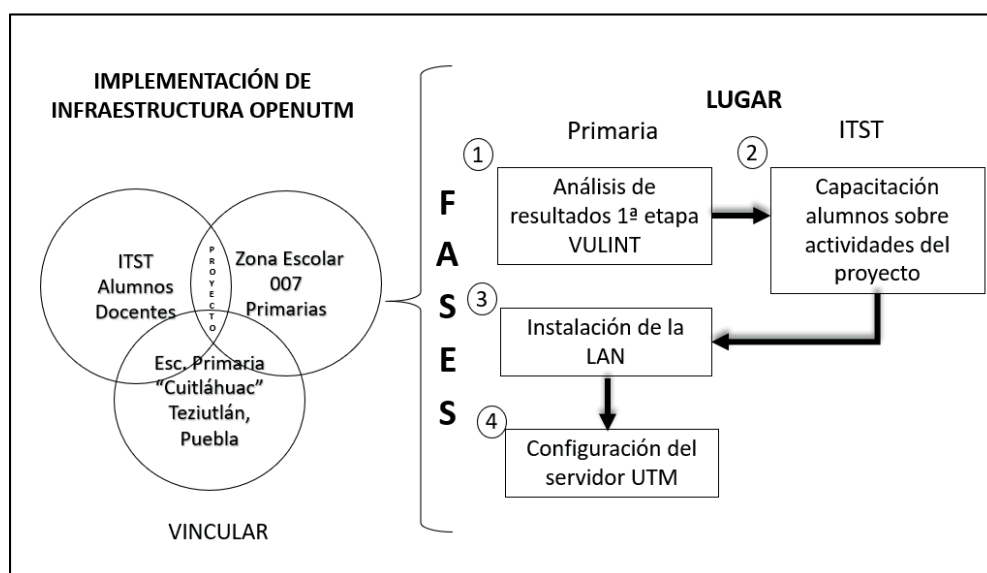 IMPLEMENTACIÓN DE
INFRAESTRUCTURA OPENUTM
ITST
Alumnos
Docentes
PROYECTO
Zona Escolar
007
Primarias
Esc. Primaria
“Cuitláhuac”
Teziutlán,
Puebla
VINCULAR
FASES
LUGAR
Primaria
ITST
1
Análisis de
resultados 1ª etapa
VULINT
2
Capacitación
alumnos sobre
actividades del
proyecto
3
Instalación de la
LAN
4
Configuración del
servidor UTM